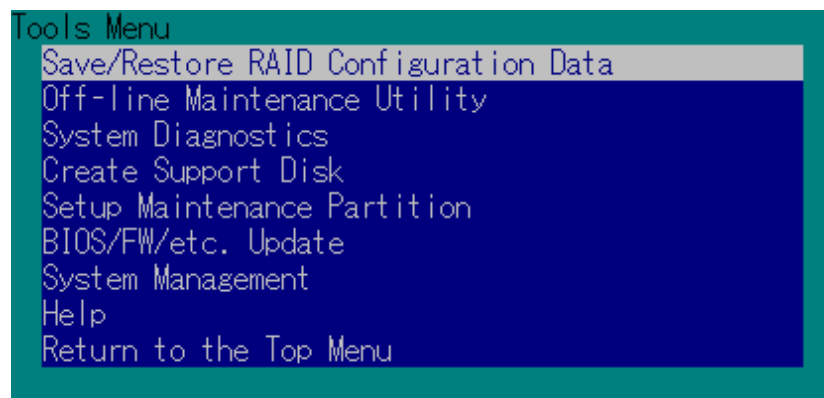 Tools Menu
Save/Restore RAID Configuration Data
Off-line Maintenance Utility
System Diagnostics
Create Support Disk
Setup Maintenance Partition
BIOS/FW/etc. Update
System Management
Help
Return to the Top Menu